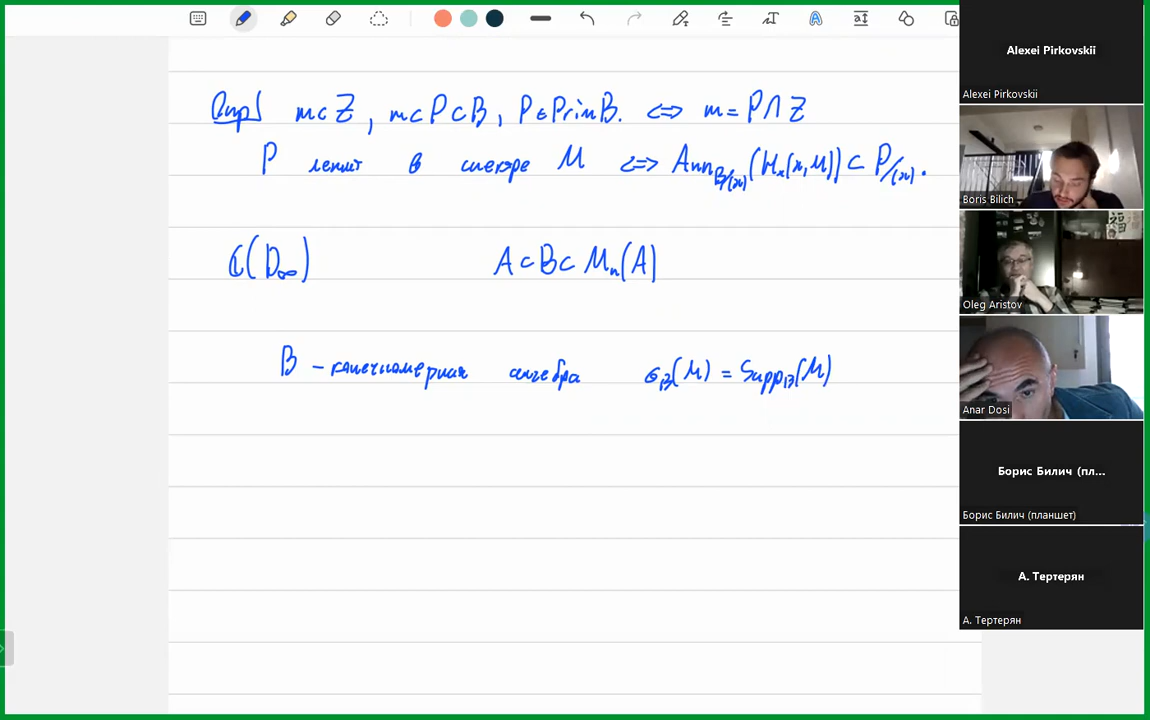 Опр] m⊂Z, m⊂P⊂B, P∈Prim B. ⟺ m = P∩Z
P лежит в спектре M ⟺ Ann_{B/(m)}(H_*(m,M)) ⊂ P/(m).
ℂ(D∞) A⊂B⊂M_n(A)
B – конечномерная алгебра σ_B(M) = Supp_B(M)
Alexei Pirkovskii
Alexei Pirkovskii
Boris Bilich
福
Oleg Aristov
Anar Dosi
Борис Билич (пл...
Борис Билич (планшет)
А. Тертерян
А. Тертерян